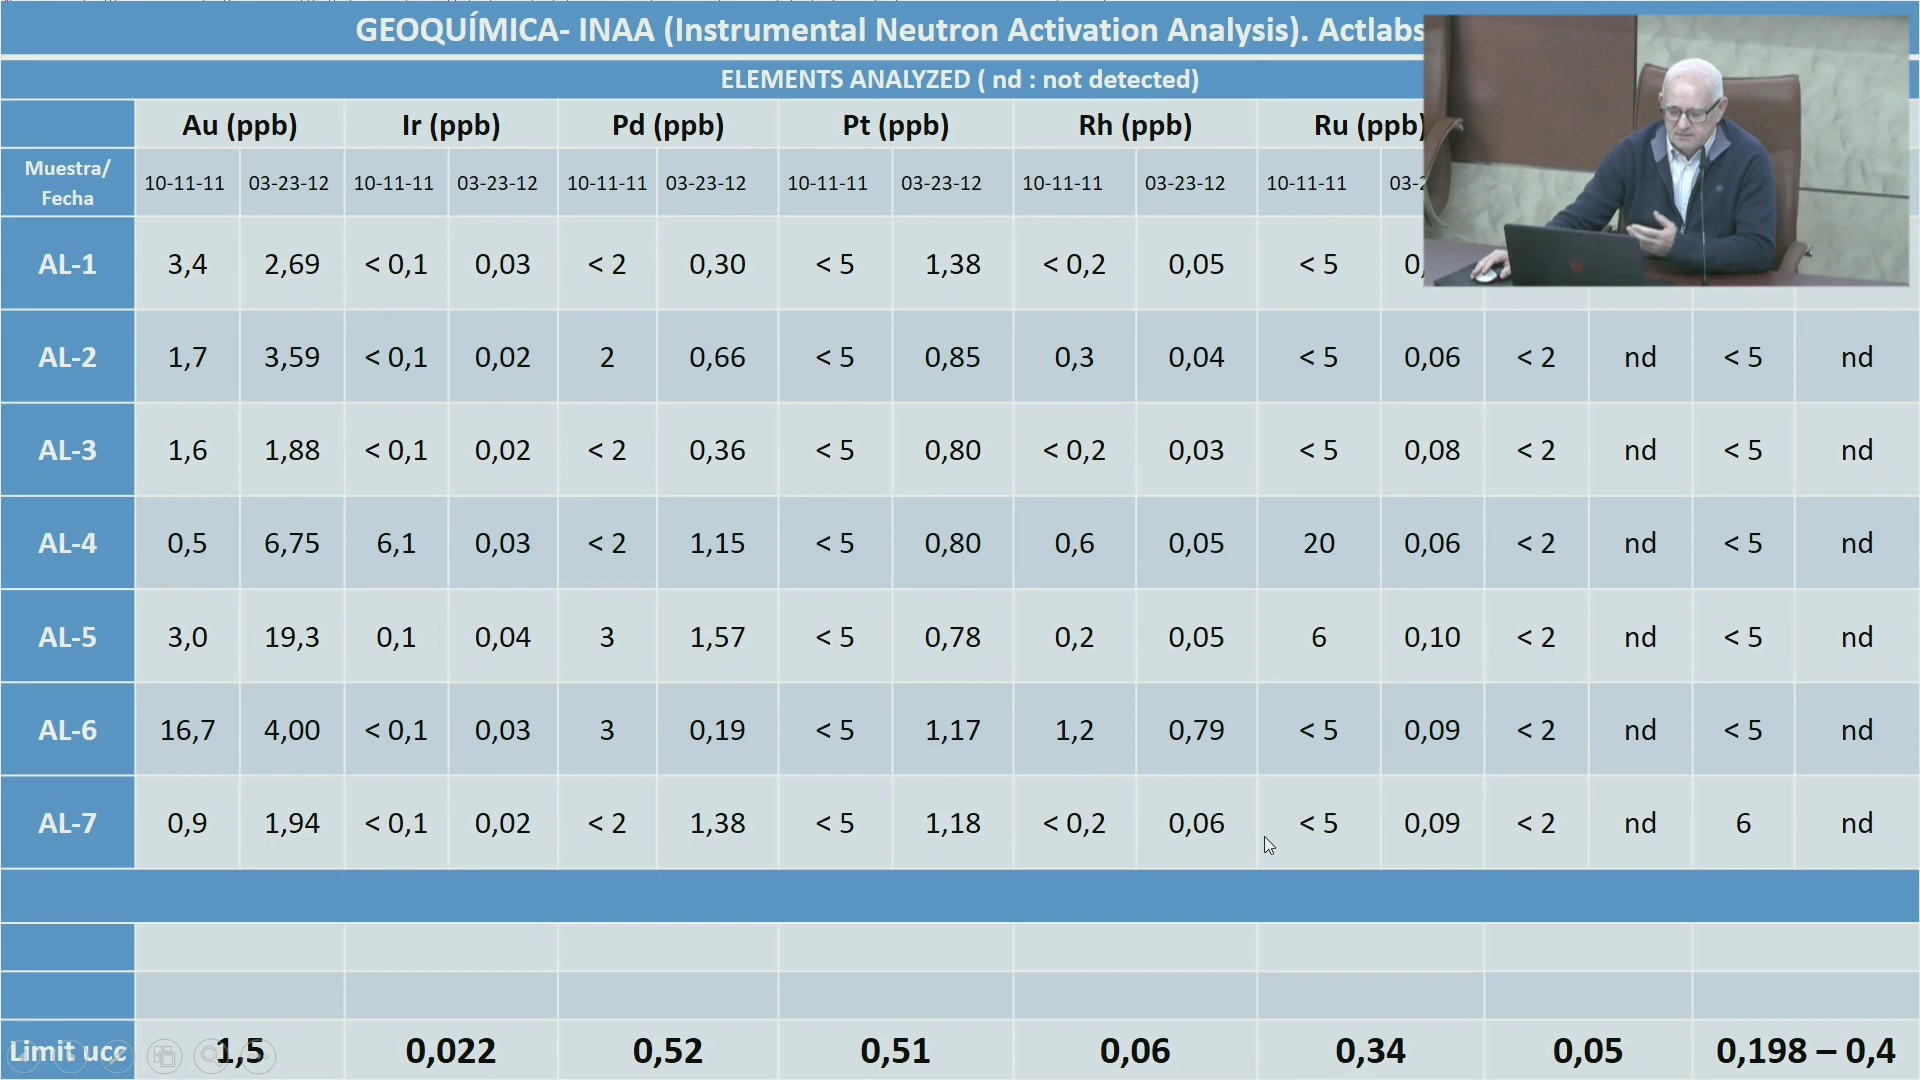 GEOQUÍMICA- INAA (Instrumental Neutron Activation Analysis). Actlabs
ELEMENTS ANALYZED ( nd : not detected)
Au (ppb) Ir (ppb) Pd (ppb) Pt (ppb) Rh (ppb) Ru (ppb)
Muestra/
Fecha
10-11-11 03-23-12 10-11-11 03-23-12 10-11-11 03-23-12 10-11-11 03-23-12 10-11-11 03-23-12 10-11-11
AL-1 3,4 2,69 < 0,1 0,03 < 2 0,30 < 5 1,38 < 0,2 0,05 < 5
AL-2 1,7 3,59 < 0,1 0,02 2 0,66 < 5 0,85 0,3 0,04 < 5 0,06 < 2 nd < 5 nd
AL-3 1,6 1,88 < 0,1 0,02 < 2 0,36 < 5 0,80 < 0,2 0,03 < 5 0,08 < 2 nd < 5 nd
AL-4 0,5 6,75 6,1 0,03 < 2 1,15 < 5 0,80 0,6 0,05 20 0,06 < 2 nd < 5 nd
AL-5 3,0 19,3 0,1 0,04 3 1,57 < 5 0,78 0,2 0,05 6 0,10 < 2 nd < 5 nd
AL-6 16,7 4,00 < 0,1 0,03 3 0,19 < 5 1,17 1,2 0,79 < 5 0,09 < 2 nd < 5 nd
AL-7 0,9 1,94 < 0,1 0,02 < 2 1,38 < 5 1,18 < 0,2 0,06 < 5 0,09 < 2 nd 6 nd
Limit ucc 1,5 0,022 0,52 0,51 0,06 0,34 0,05 0,198 – 0,4